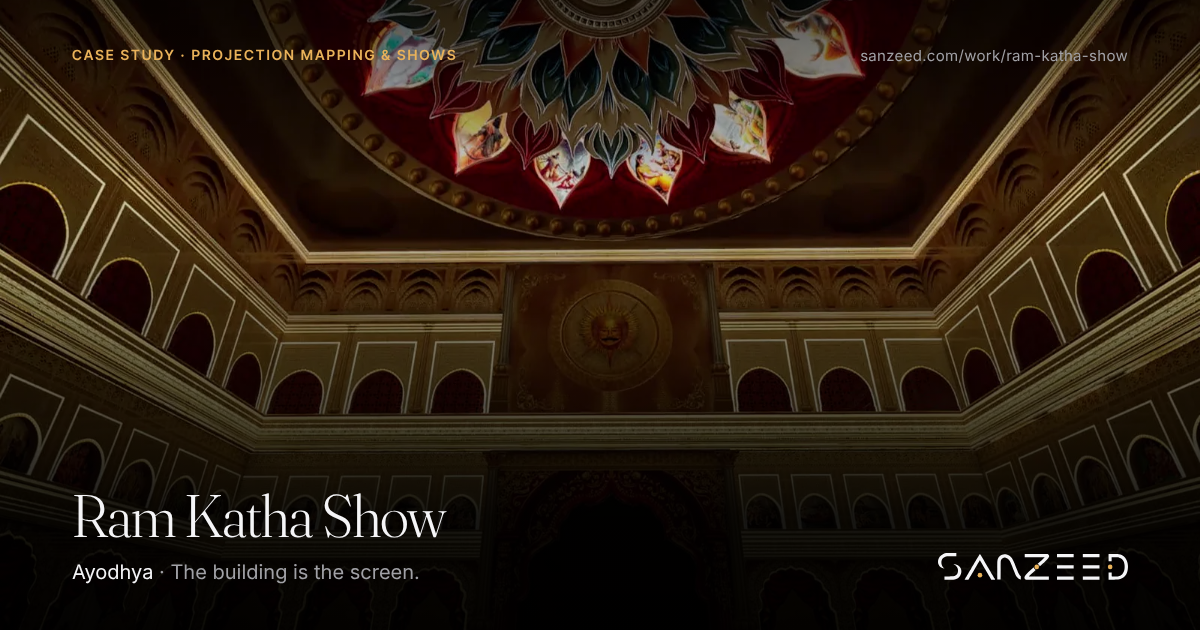 CASE STUDY · PROJECTION MAPPING & SHOWS
sanzeed.com/work/ram-katha-show
Ram Katha Show
Ayodhya · The building is the screen.
SANZEED